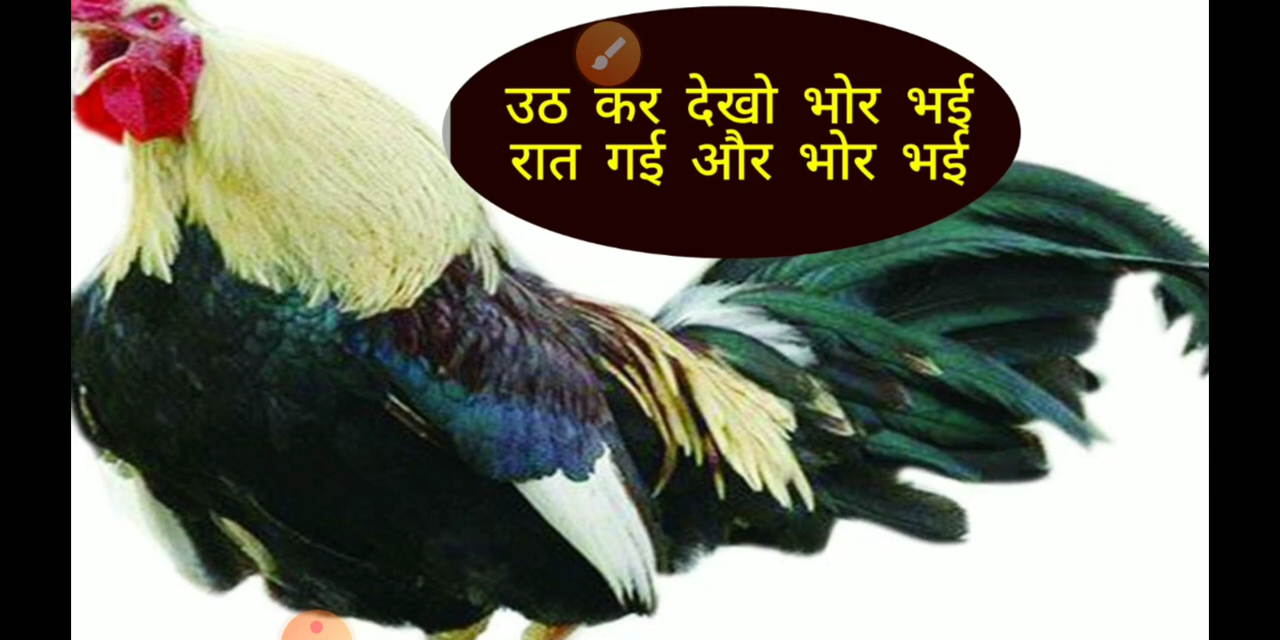 उठ कर देखो भोर भई
रात गई और भोर भई